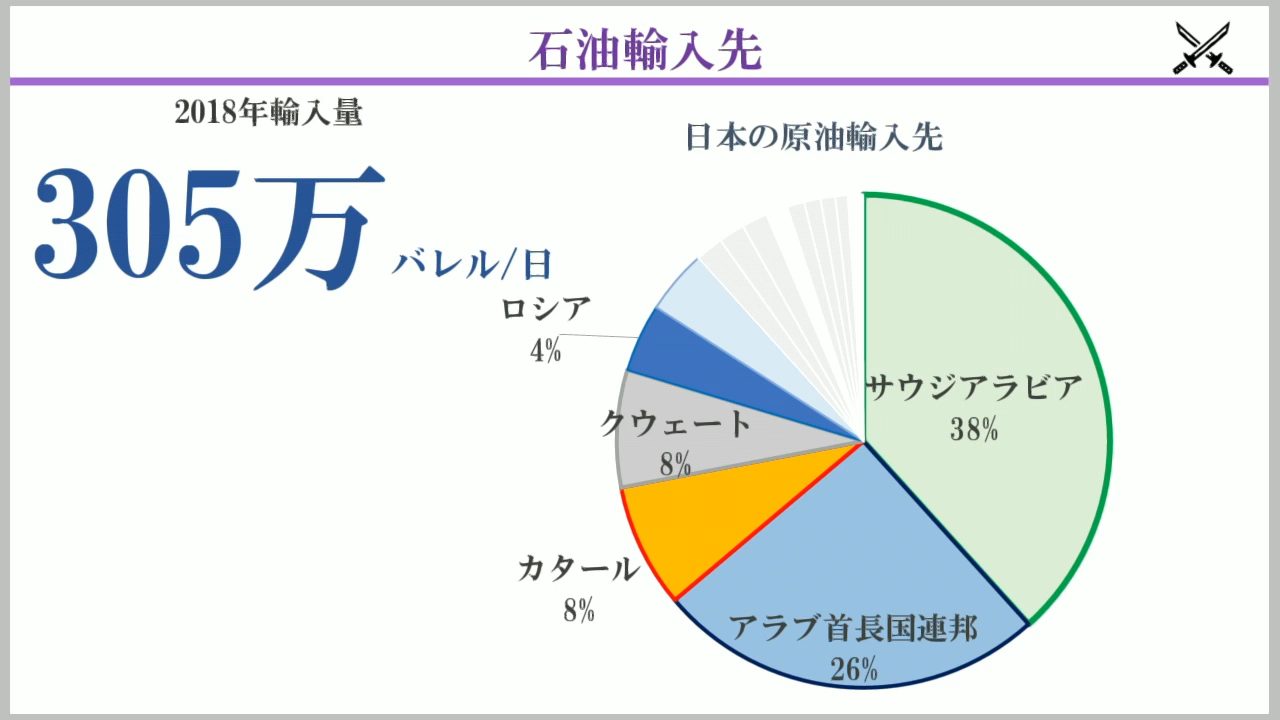 石油輸入先
2018年輸入量
305万
バレル/日
日本の原油輸入先
サウジアラビア
38%
アラブ首長国連邦
26%
カタール
8%
クウェート
8%
ロシア
4%